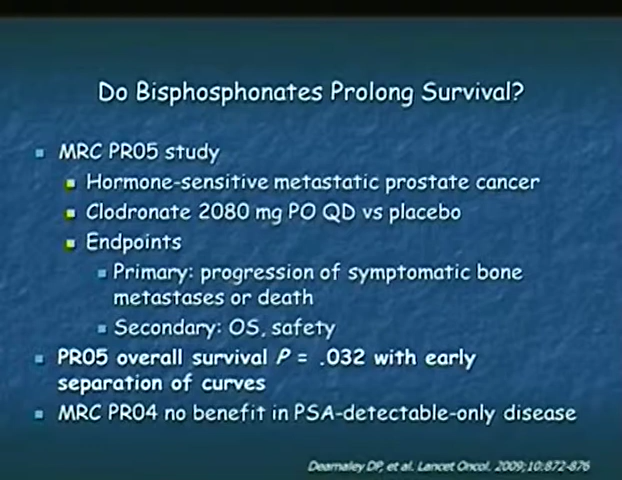 Do Bisphosphonates Prolong Survival?
MRC PR05 study
Hormone-sensitive metastatic prostate cancer
Clodronate 2080 mg PO QD vs placebo
Endpoints
Primary: progression of symptomatic bone
metastases or death
Secondary: OS, safety
PR05 overall survival P = .032 with early
separation of curves
MRC PR04 no benefit in PSA-detectable-only disease
Dearnaley DP, et al. Lancet Oncol. 2009;10:872-876